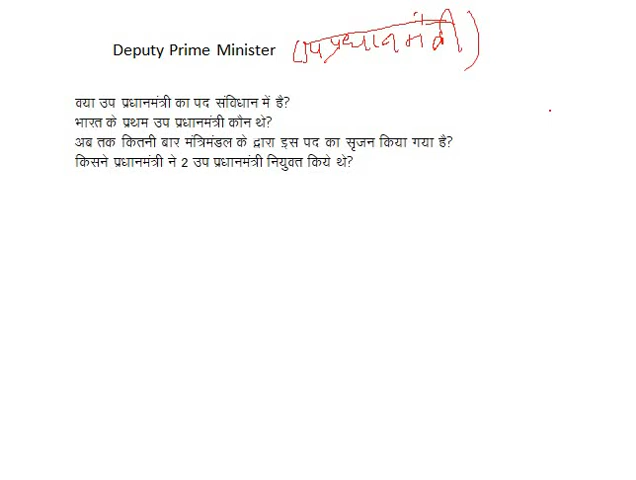 Deputy Prime Minister (उप प्रधानमंत्री)
क्या उप प्रधानमंत्री का पद संविधान में है?
भारत के प्रथम उप प्रधानमंत्री कौन थे?
अब तक कितनी बार मंत्रिमंडल के द्वारा इस पद का सृजन किया गया है?
किसने प्रधानमंत्री ने 2 उप प्रधानमंत्री नियुक्त किये थे?